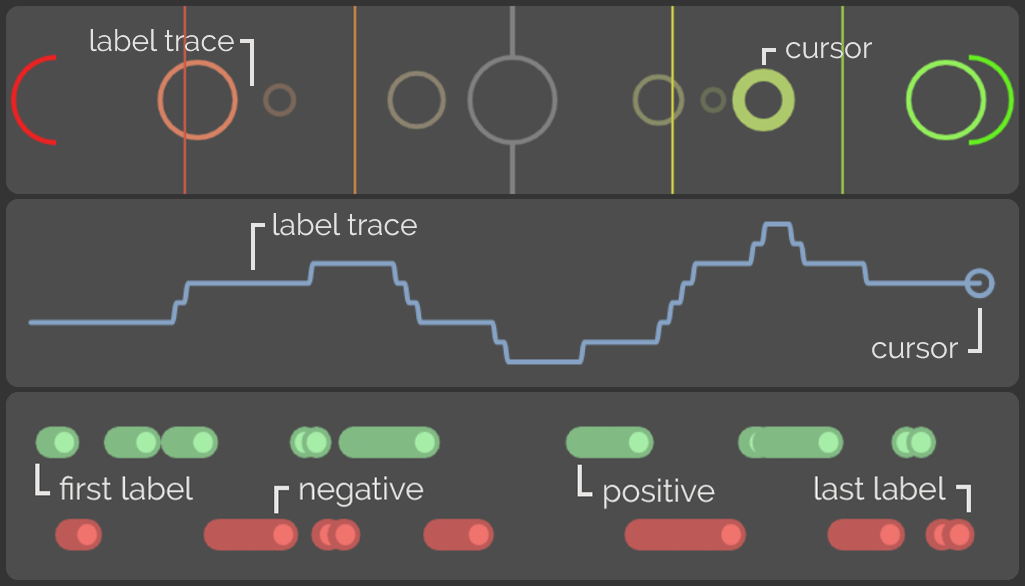 label trace
cursor
label trace
cursor
first label
negative
positive
last label